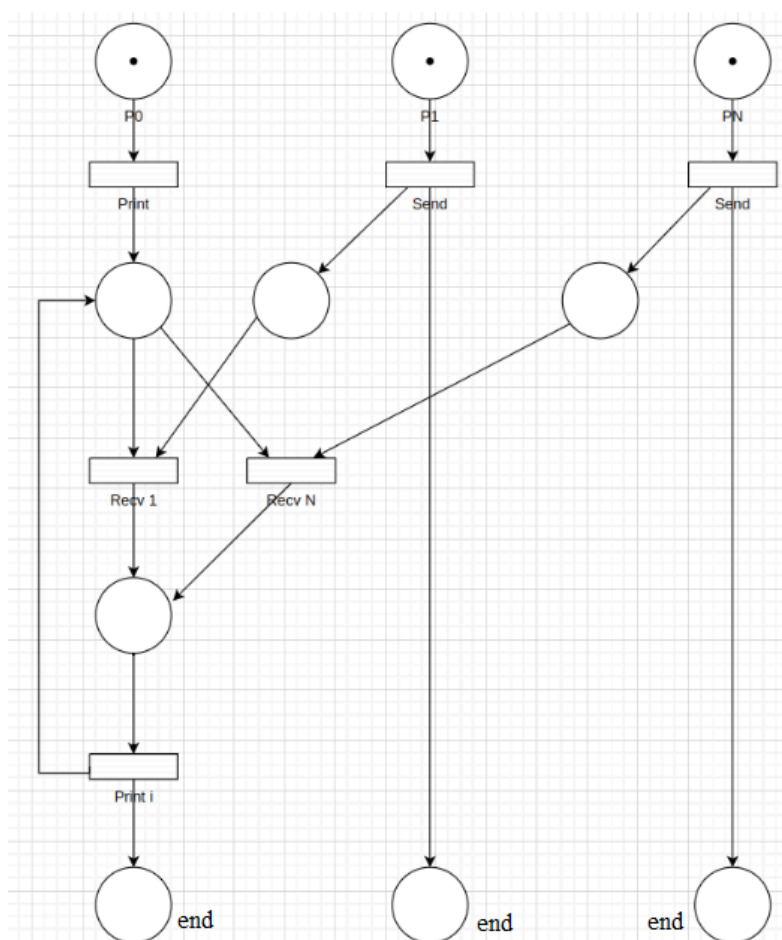 P0
P1
PN
Print
Send
Send
Recv 1
Recv N
Print i
end
end
end